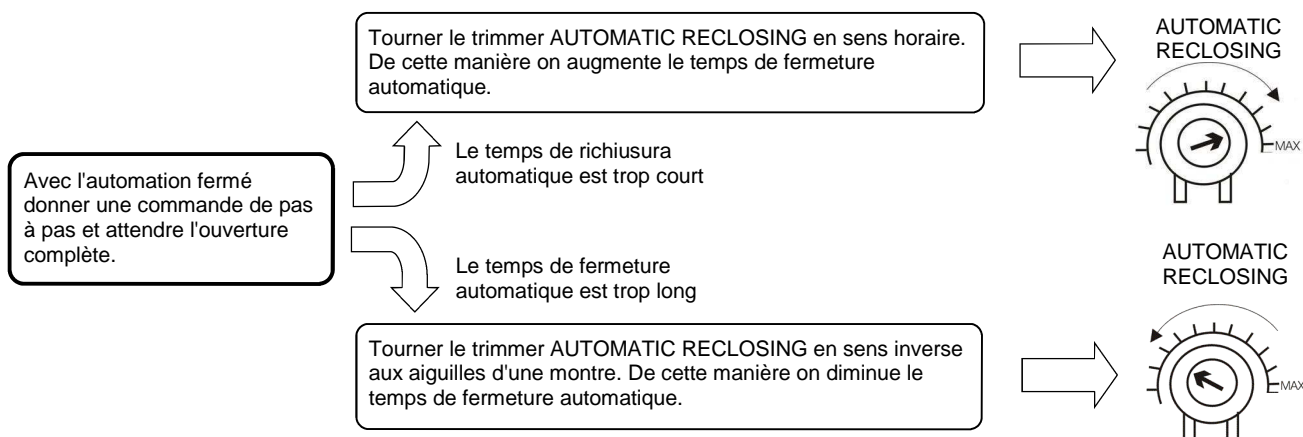 Tourner le trimmer AUTOMATIC RECLOSING en sens horaire.
De cette manière on augmente le temps de fermeture
automatique.
AUTOMATIC
RECLOSING
MAX
Le temps de richiusura
automatique est trop court
Avec l'automation fermé
donner une commande de pas
à pas et attendre l'ouverture
complète.
Le temps de fermeture
automatique est trop long
Tourner le trimmer AUTOMATIC RECLOSING en sens inverse
aux aiguilles d'une montre. De cette manière on diminue le
temps de fermeture automatique.
AUTOMATIC
RECLOSING
MAX